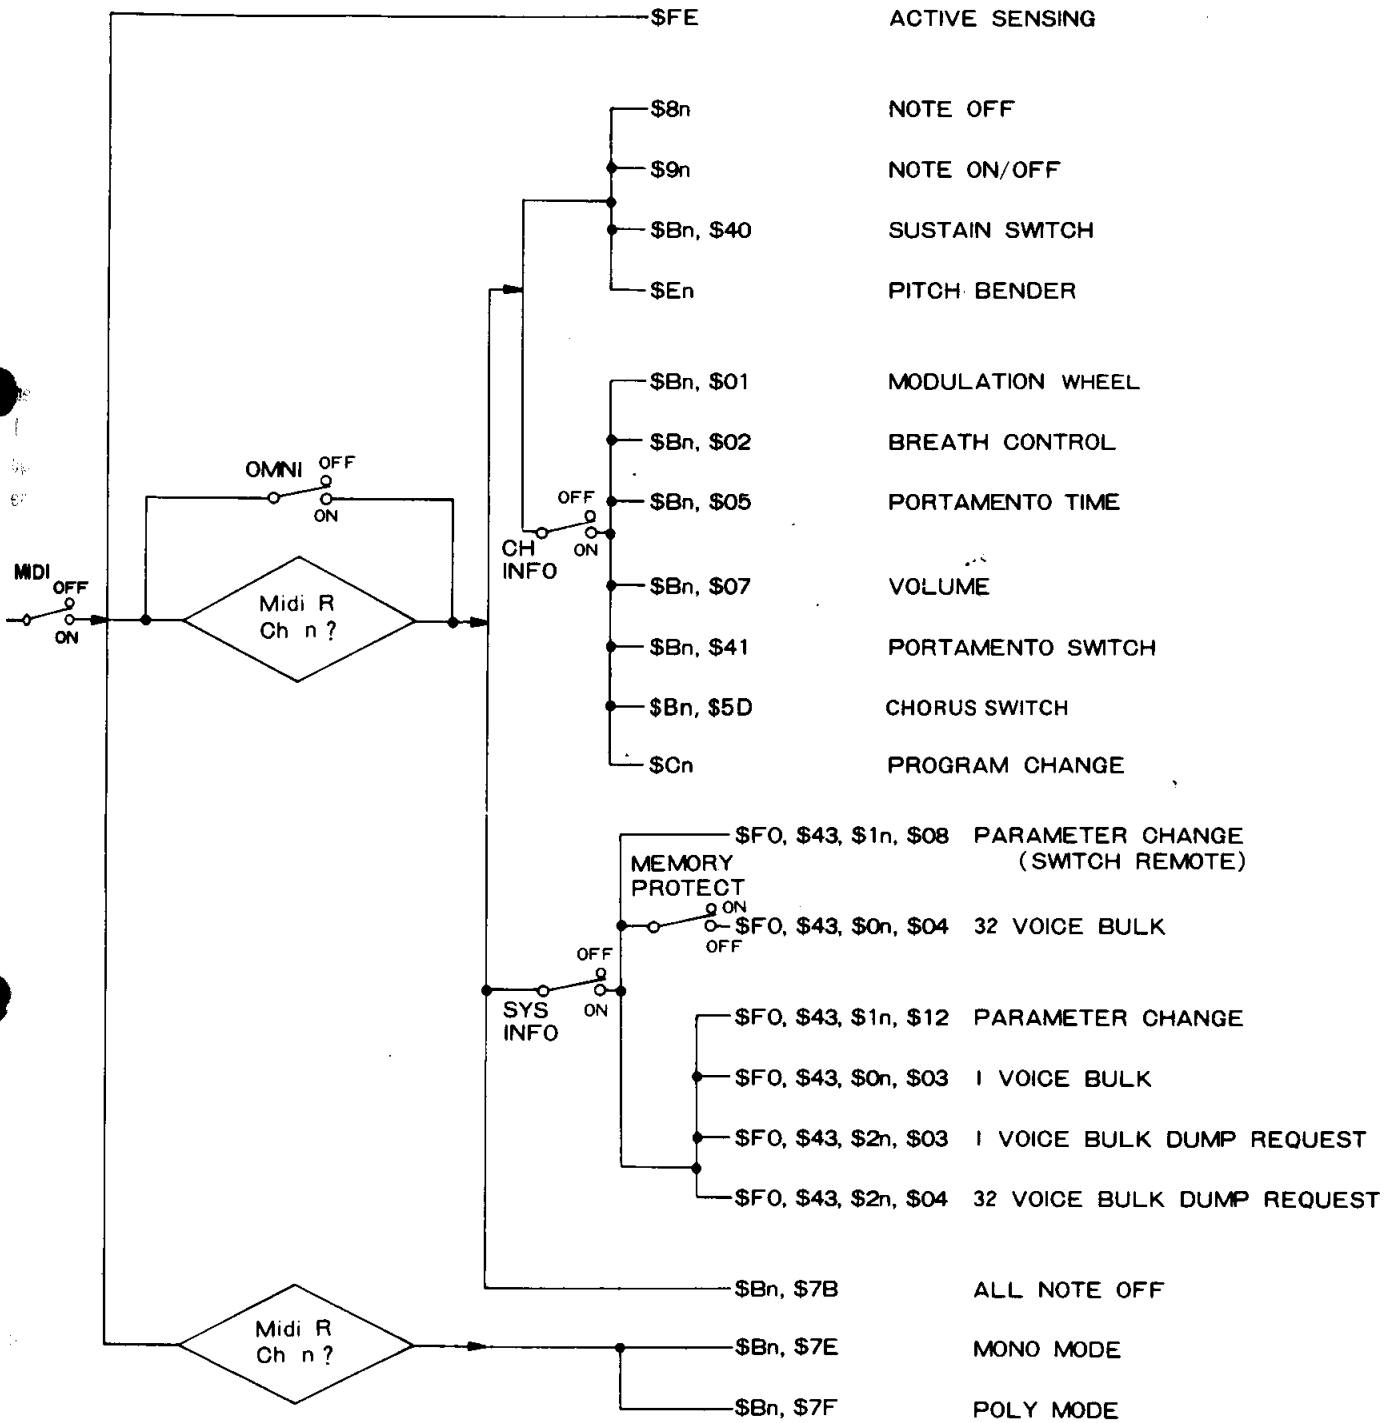 $FE ACTIVE SENSING
$8n NOTE OFF
$9n NOTE ON/OFF
$Bn, $40 SUSTAIN SWITCH
$En PITCH BENDER
$Bn, $01 MODULATION WHEEL
$Bn, $02 BREATH CONTROL
OMNI OFF
ON
OFF
$Bn, $05 PORTAMENTO TIME
CH INFO
ON
MIDI
OFF
ON
Midi R
Ch n ?
$Bn, $07 VOLUME
$Bn, $41 PORTAMENTO SWITCH
$Bn, $5D CHORUS SWITCH
$Cn PROGRAM CHANGE
$F0, $43, $1n, $08 PARAMETER CHANGE
(SWITCH REMOTE)
MEMORY
PROTECT
ON
OFF
$F0, $43, $0n, $04 32 VOICE BULK
OFF
ON
SYS
INFO
$F0, $43, $1n, $12 PARAMETER CHANGE
$F0, $43, $0n, $03 1 VOICE BULK
$F0, $43, $2n, $03 1 VOICE BULK DUMP REQUEST
$F0, $43, $2n, $04 32 VOICE BULK DUMP REQUEST
$Bn, $7B ALL NOTE OFF
Midi R
Ch n ?
$Bn, $7E MONO MODE
$Bn, $7F POLY MODE